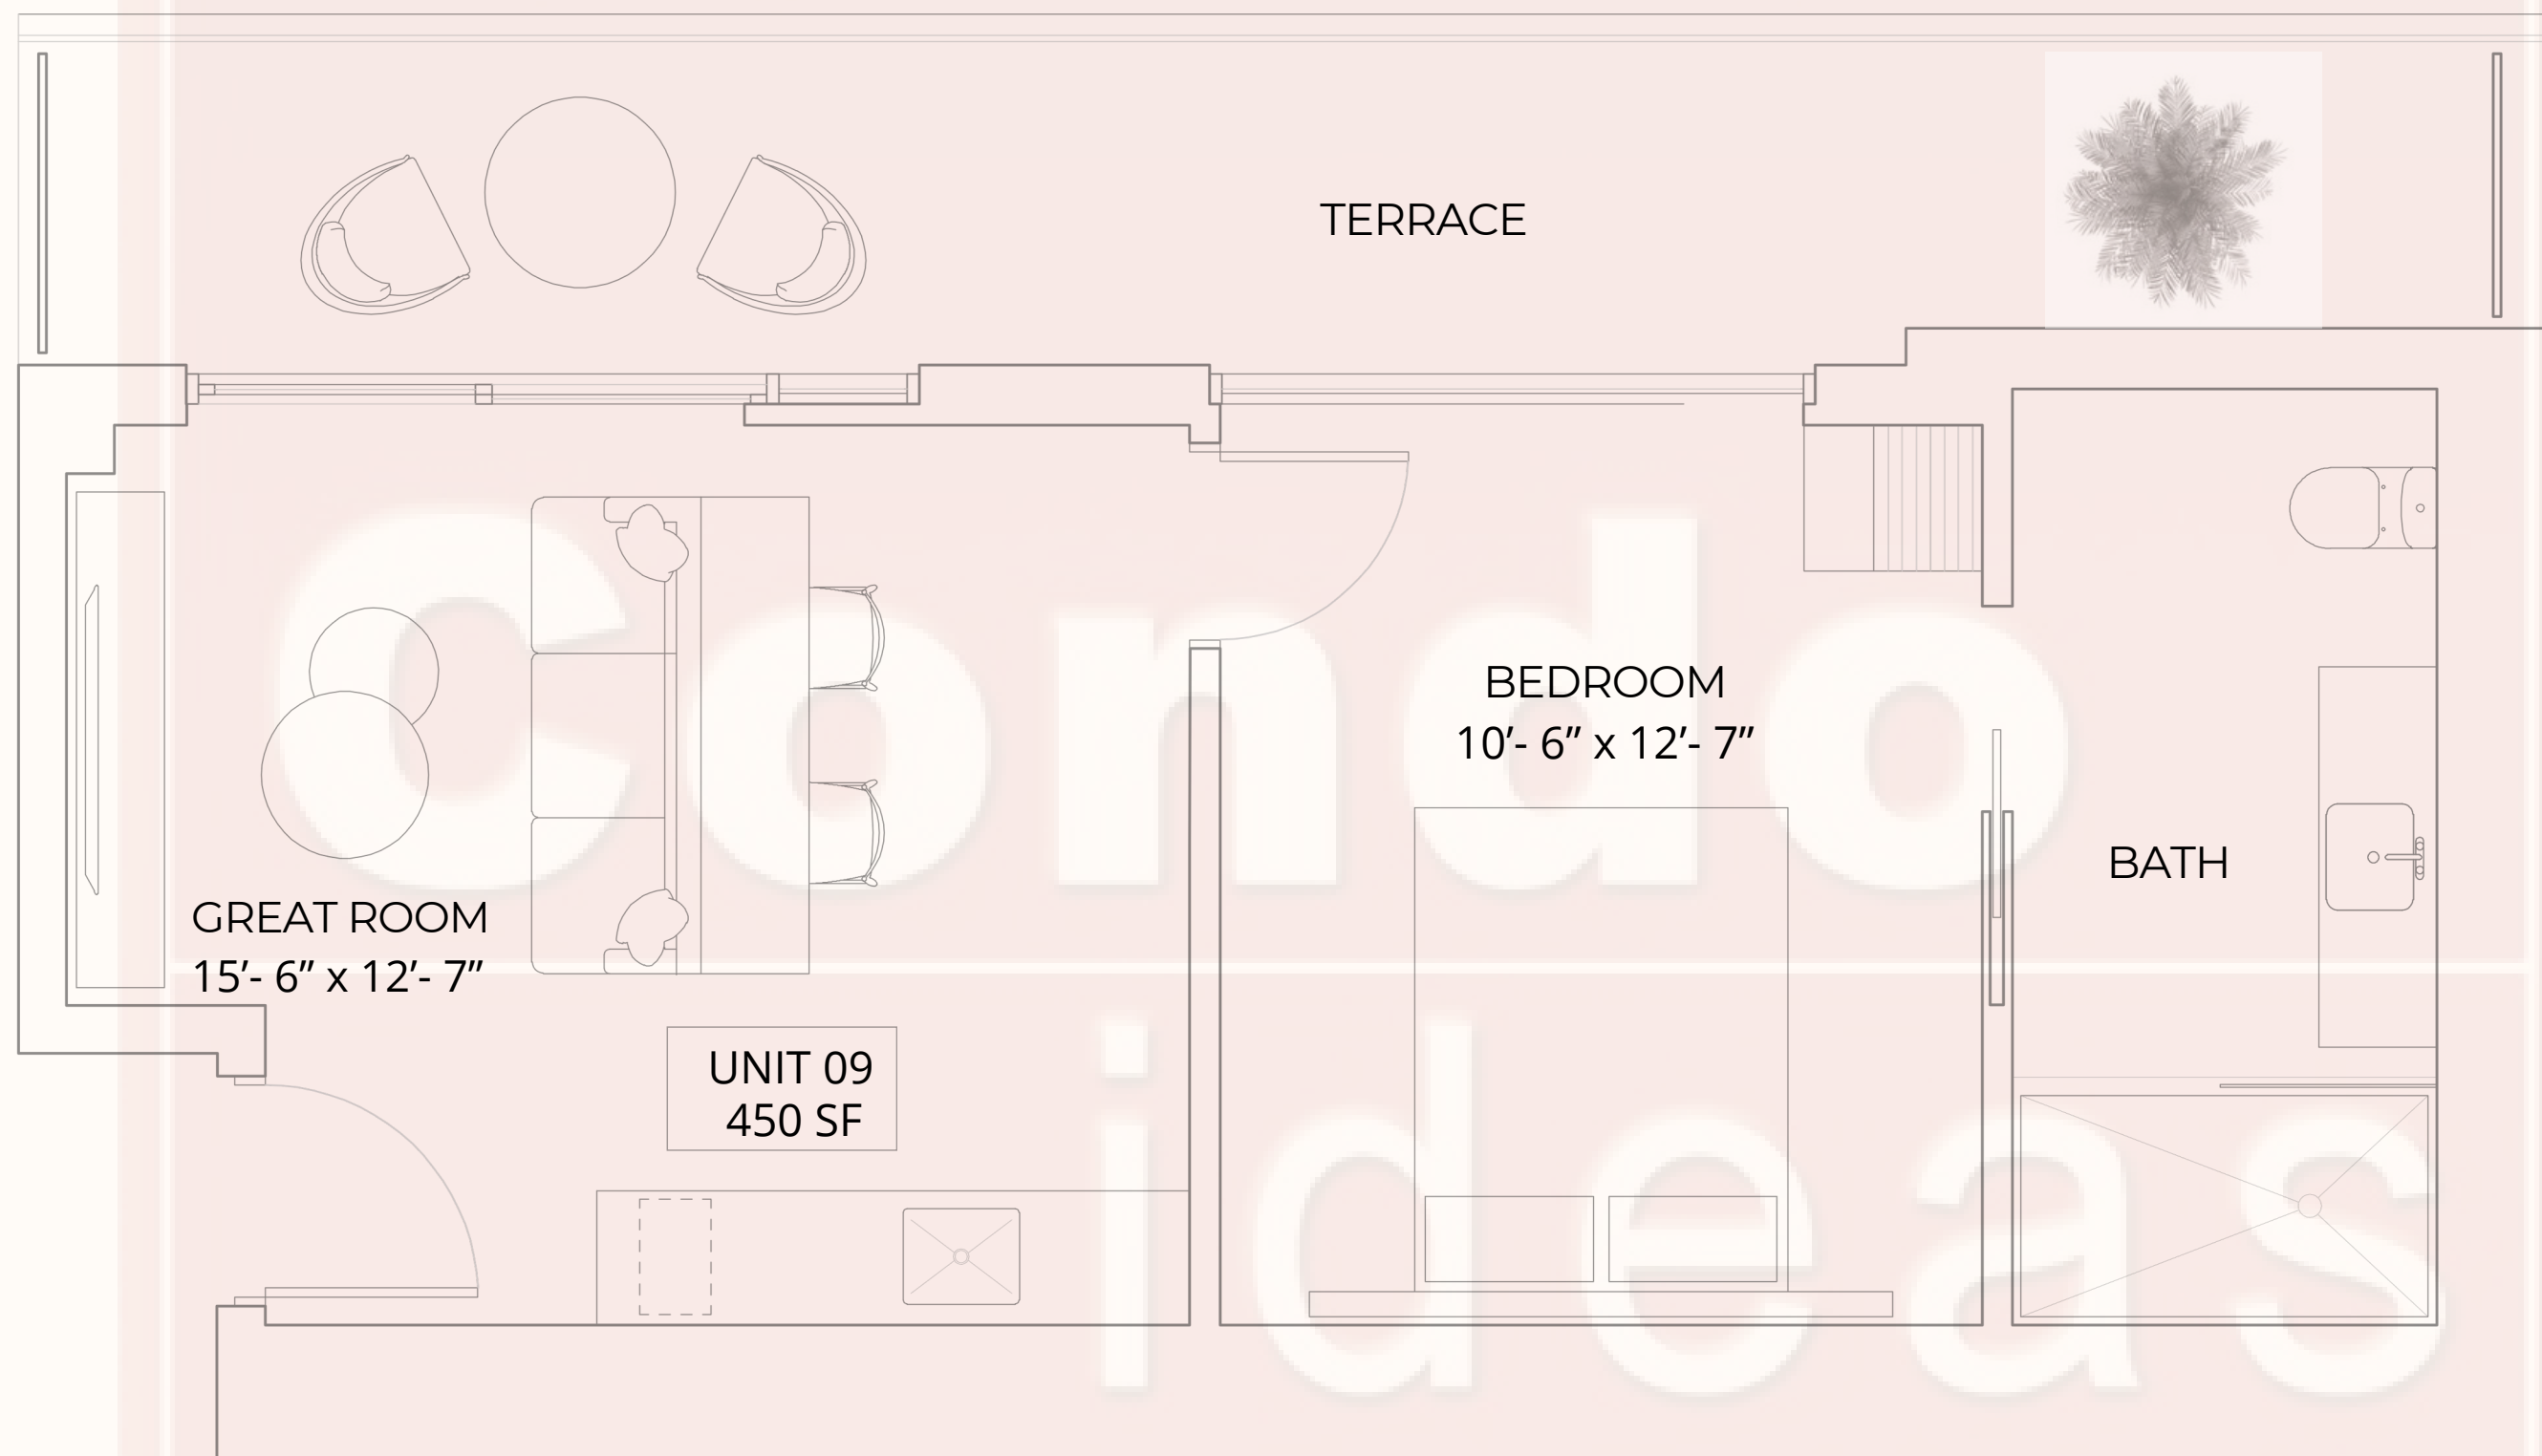 TERRACE
BEDROOM
10’- 6” x 12’- 7”
BATH
GREAT ROOM
15’- 6” x 12’- 7”
UNIT 09
450 SF
Condo
ideas